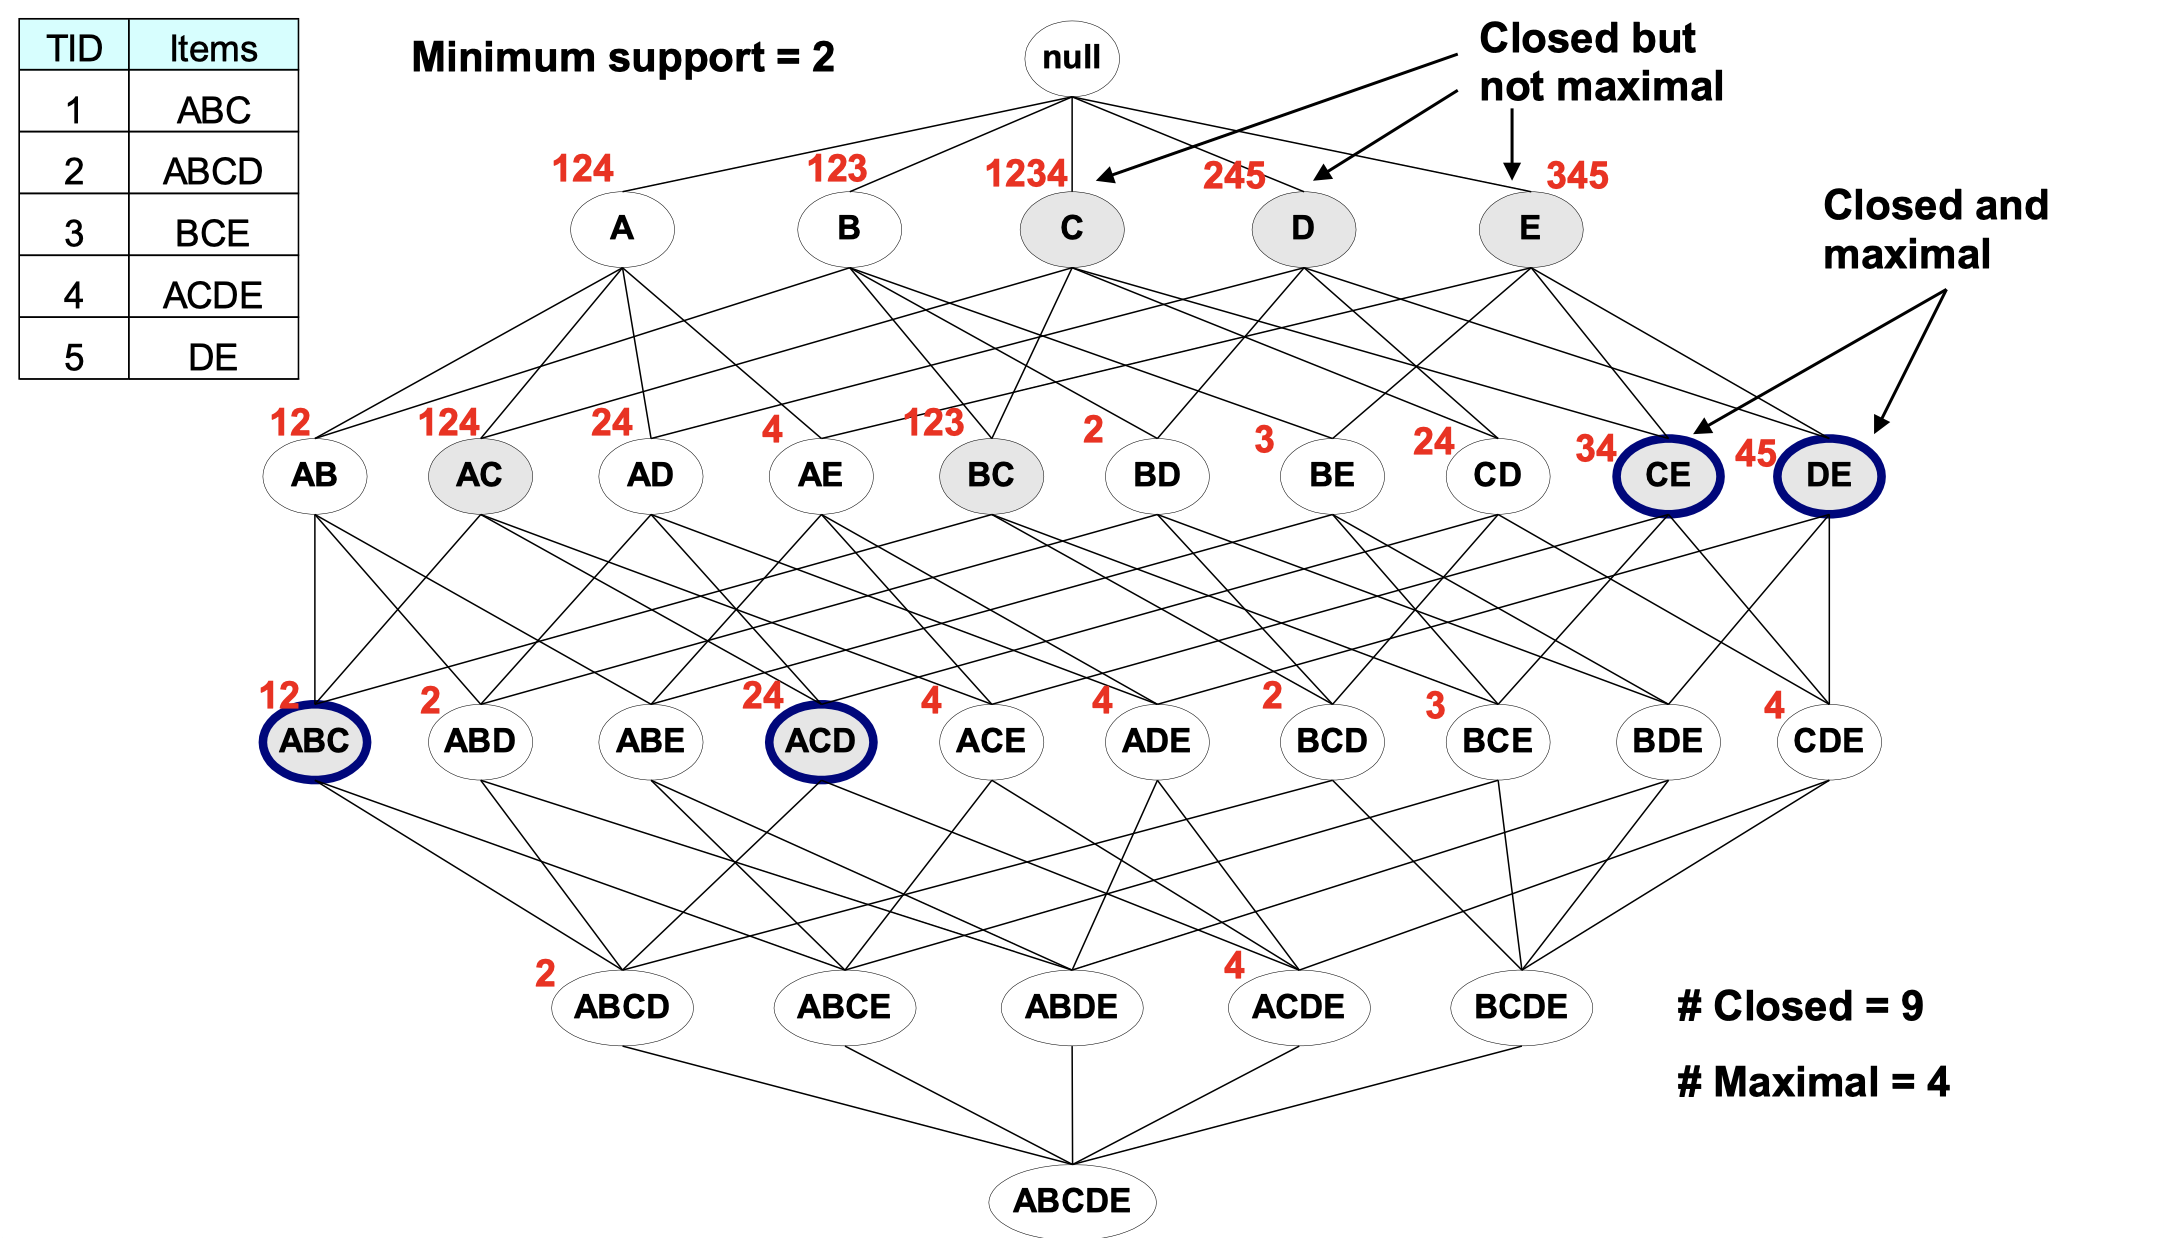 TID Items
1 ABC
2 ABCD
3 BCE
4 ACDE
5 DE
Minimum support = 2
null
Closed but
not maximal
124 123 1234 245 345
A B C D E
Closed and
maximal
12 124 24 4 123 2 3 24 34 45
AB AC AD AE BC BD BE CD CE DE
12 2 24 4 4 2 3 4
ABC ABD ABE ACD ACE ADE BCD BCE BDE CDE
2 4
ABCD ABCE ABDE ACDE BCDE
# Closed = 9
# Maximal = 4
ABCDE